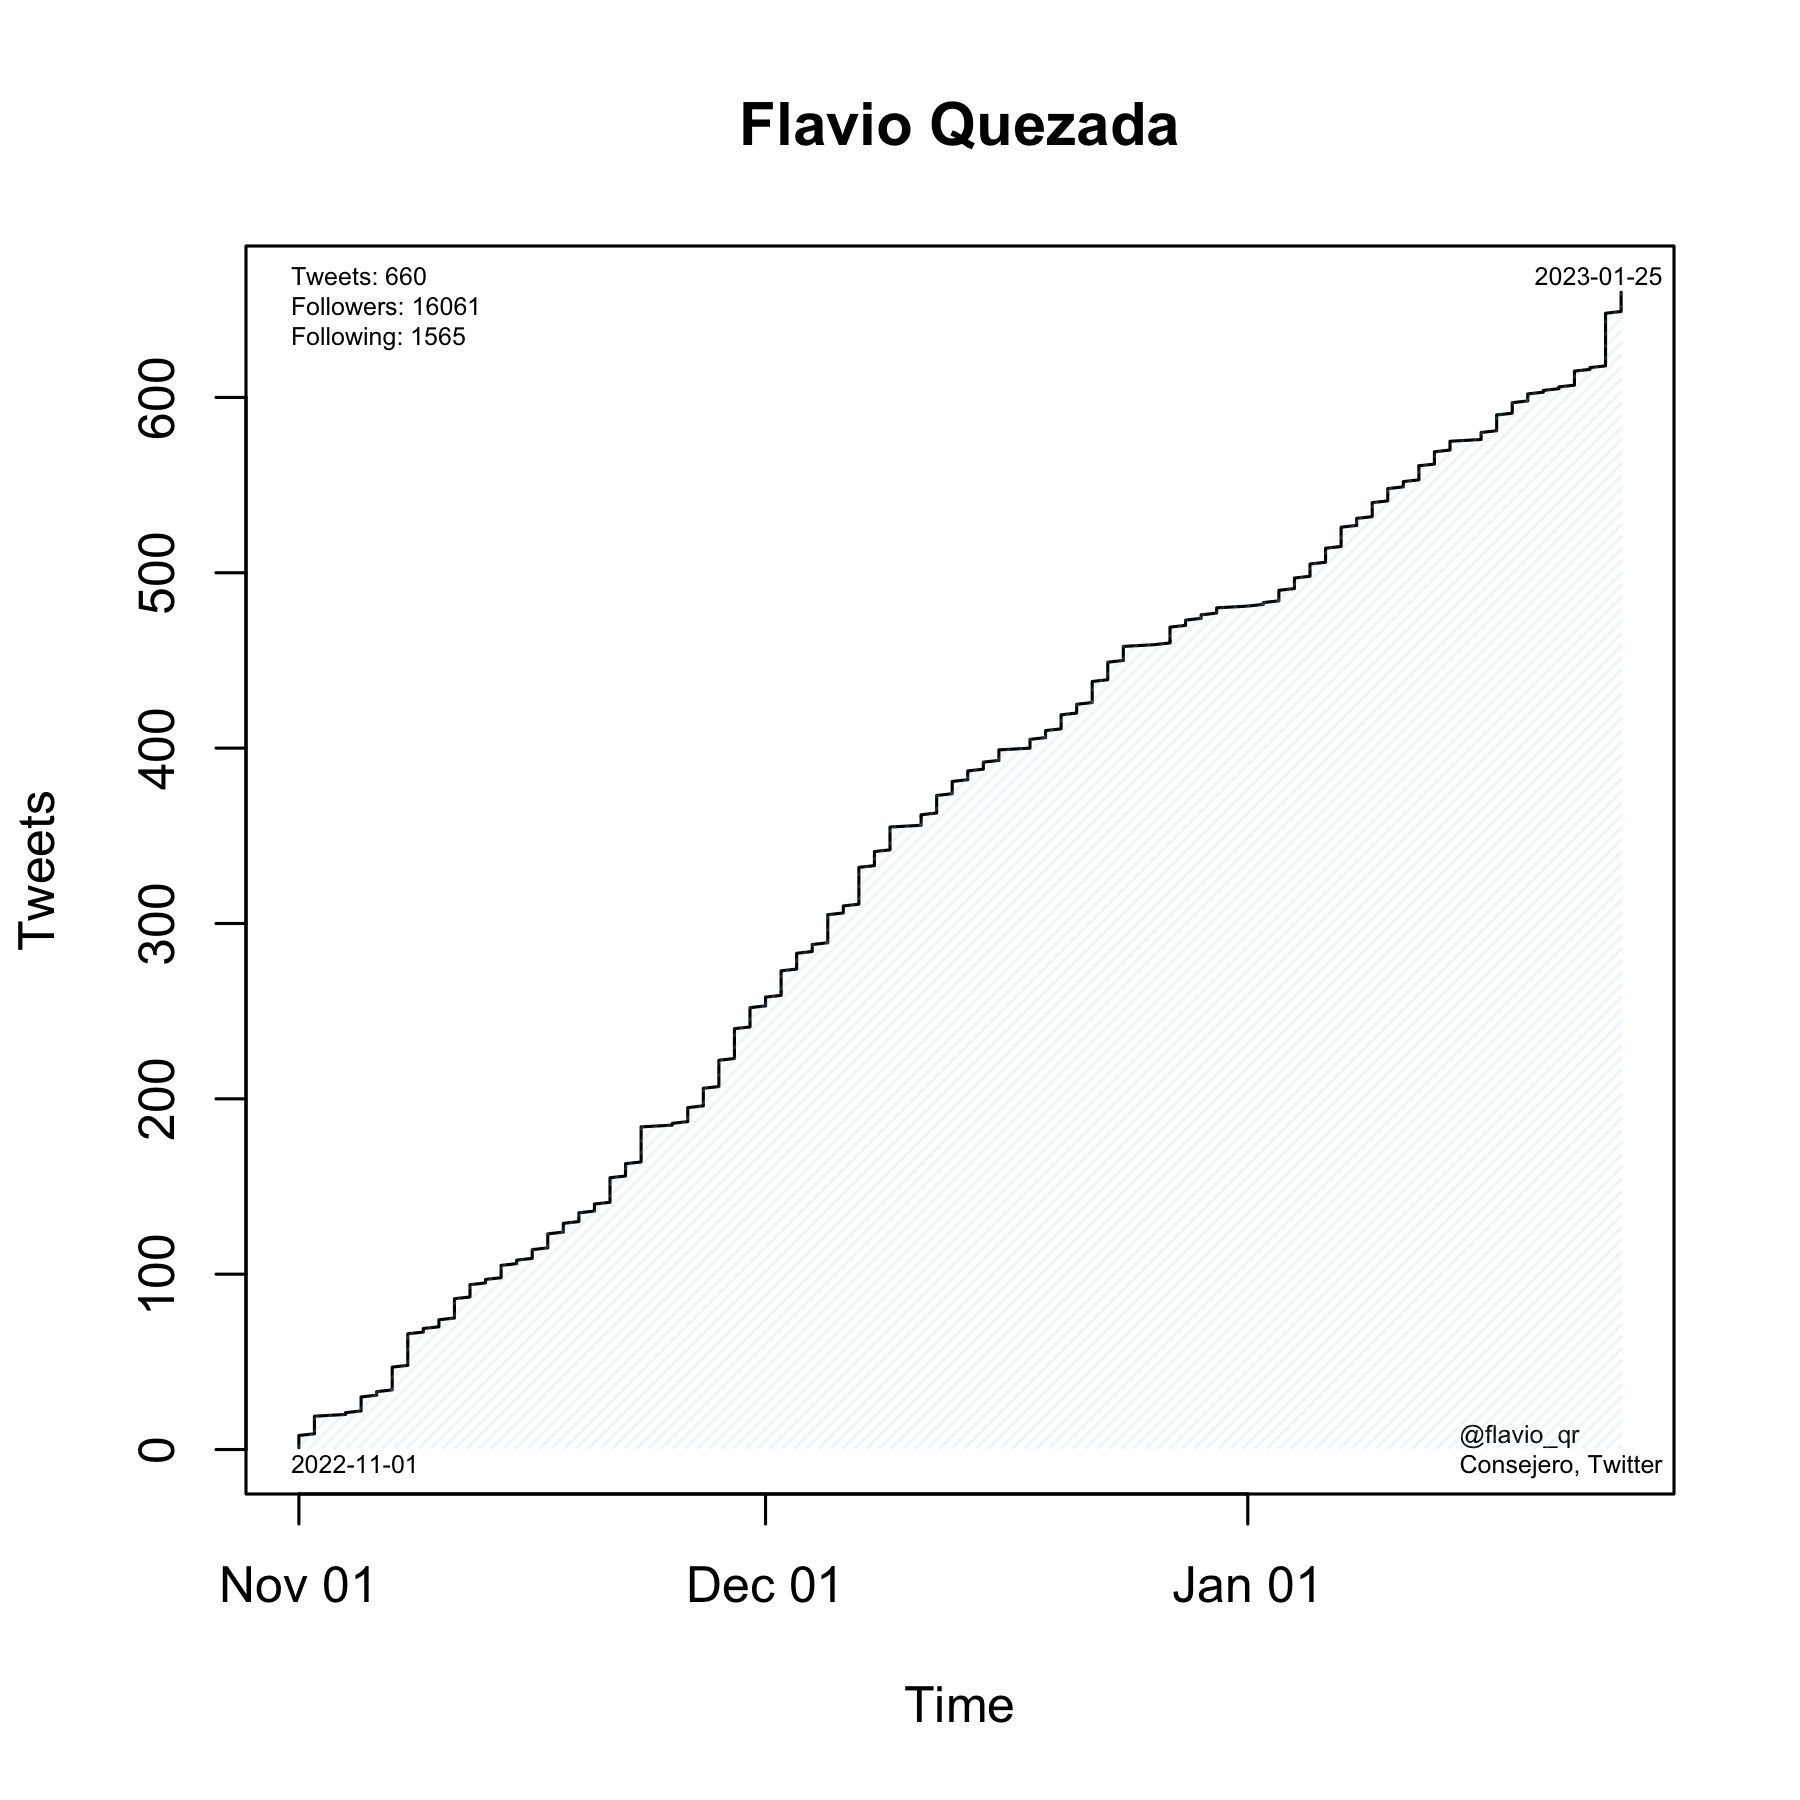 Flavio Quezada
Tweets: 660
Followers: 16061
Following: 1565
2023-01-25
600
500
400
300
200
100
0
Tweets
2022-11-01
@flavio_qr
Consejero, Twitter
Nov 01
Dec 01
Jan 01
Time